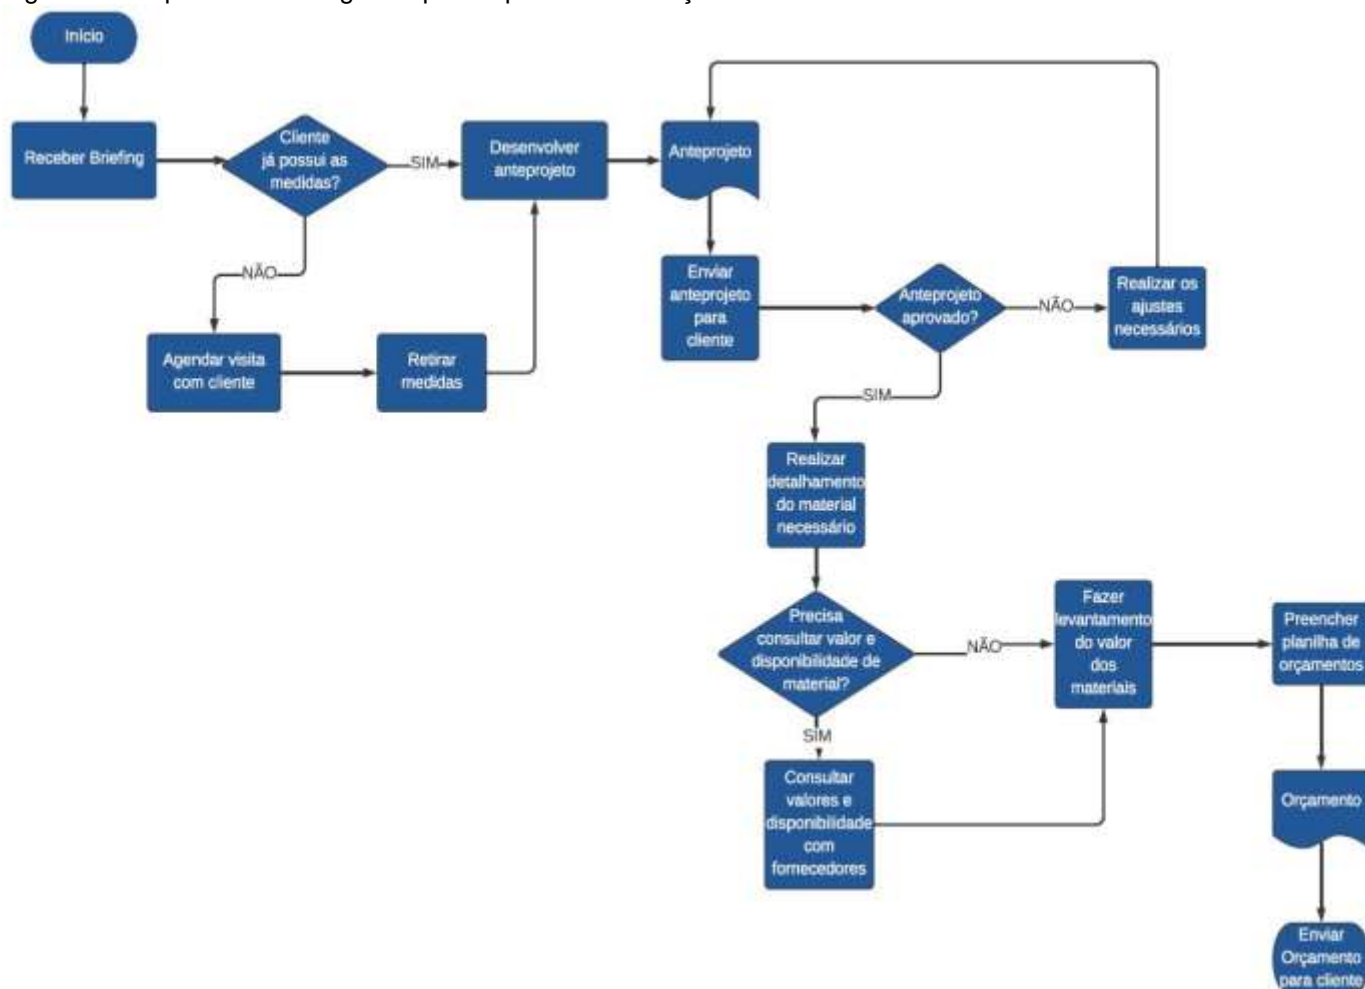 Início
Receber Briefing
Cliente
já possui as
medidas?
SIM
Desenvolver
anteprojeto
Anteprojeto
NÃO
Agendar visita
com cliente
Retirar
medidas
Enviar
anteprojeto
para
cliente
Anteprojeto
aprovado?
NÃO
Realizar os
ajustes
necessários
SIM
Realizar
detalhamento
do material
necessário
Precisa
consultar valor e
disponibilidade de
material?
NÃO
Fazer
levantamento
do valor
dos
materiais
Preencher
planilha de
orçamentos
SIM
Consultar
valores e
disponibilidade
com
fornecedores
Orçamento
Enviar
Orçamento
para cliente